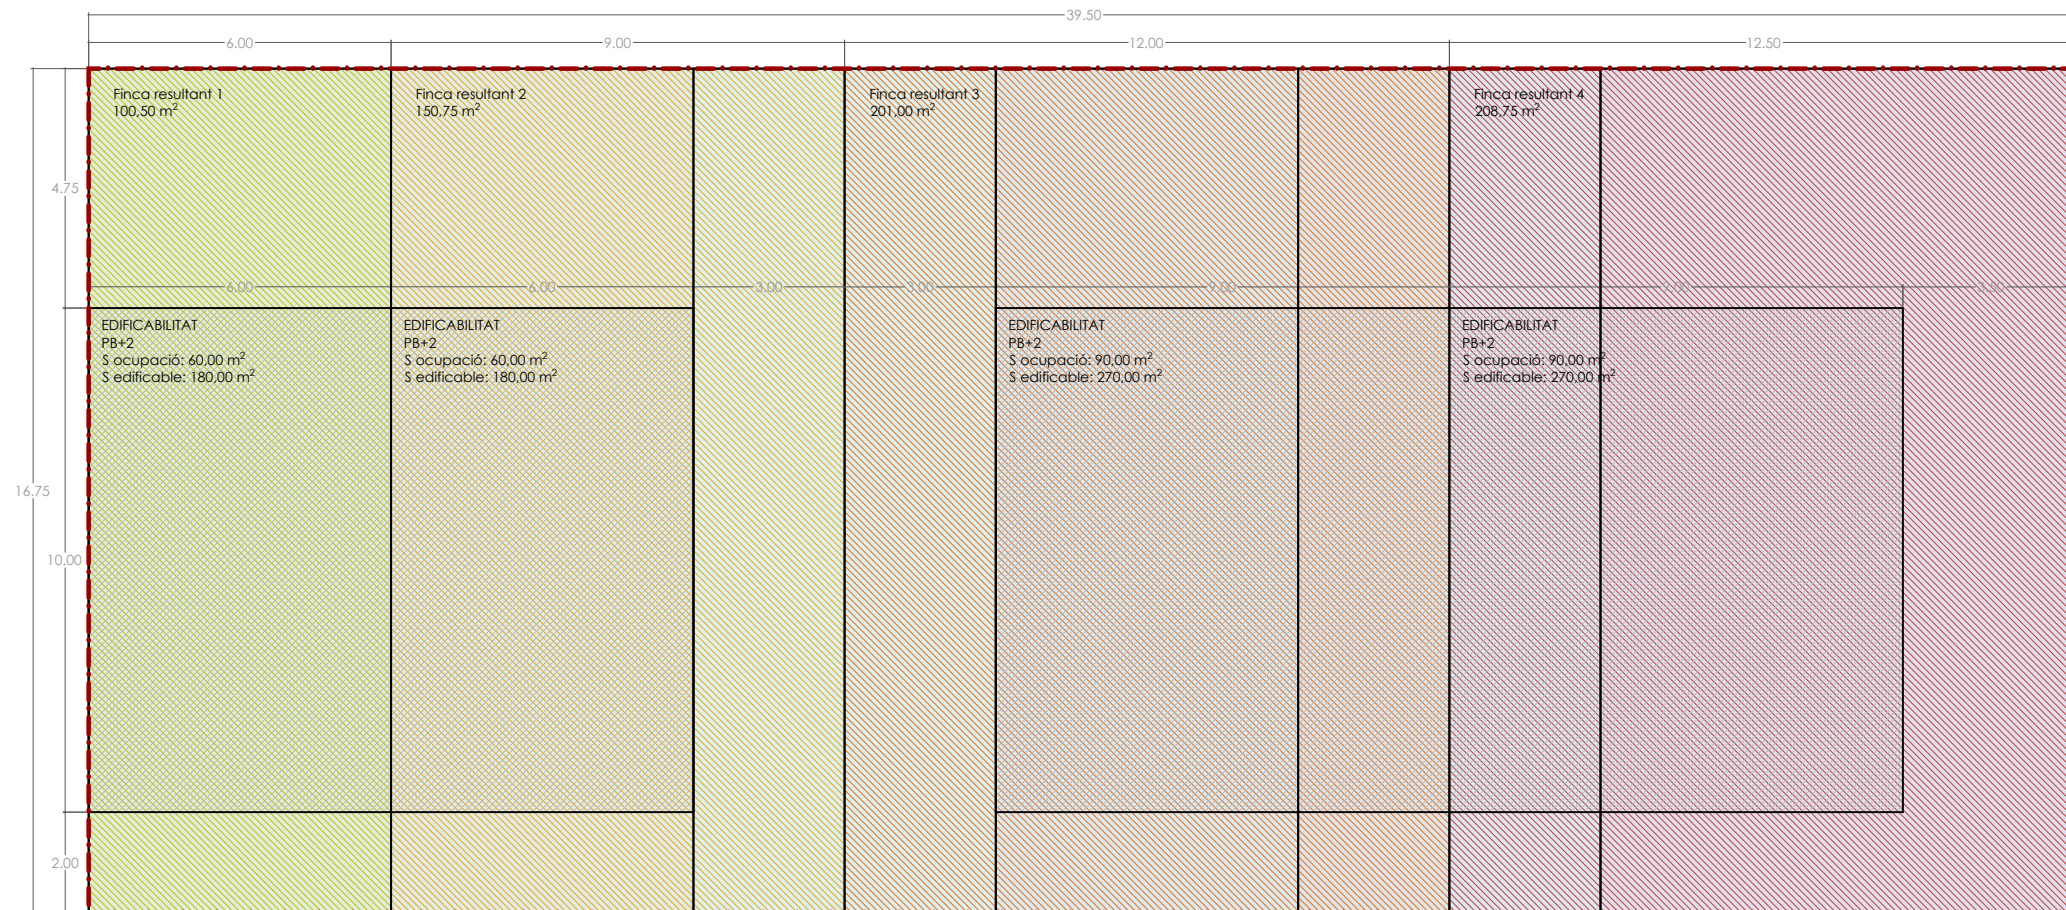 39.50
6.00
9.00
12.00
12.50
Finca resultant 1
100,50 m²
Finca resultant 2
150,75 m²
Finca resultant 3
201,00 m²
Finca resultant 4
208,75 m²
4.75
6.00
6.00
3.00
3.00
9.00
9.00
3.50
EDIFICABILITAT
PB+2
S ocupació: 60,00 m²
S edificable: 180,00 m²
EDIFICABILITAT
PB+2
S ocupació: 60,00 m²
S edificable: 180,00 m²
EDIFICABILITAT
PB+2
S ocupació: 90,00 m²
S edificable: 270,00 m²
EDIFICABILITAT
PB+2
S ocupació: 90,00 m²
S edificable: 270,00 m²
16.75
10.00
2.00